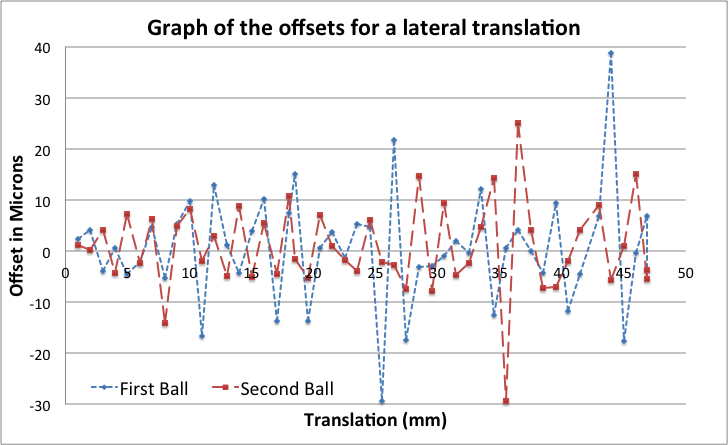 Graph of the offsets for a lateral translation
Offset in Microns
40
30
20
10
0
-10
-20
-30
0 5 10 15 20 25 30 35 40 45 50
First Ball Second Ball
Translation (mm)